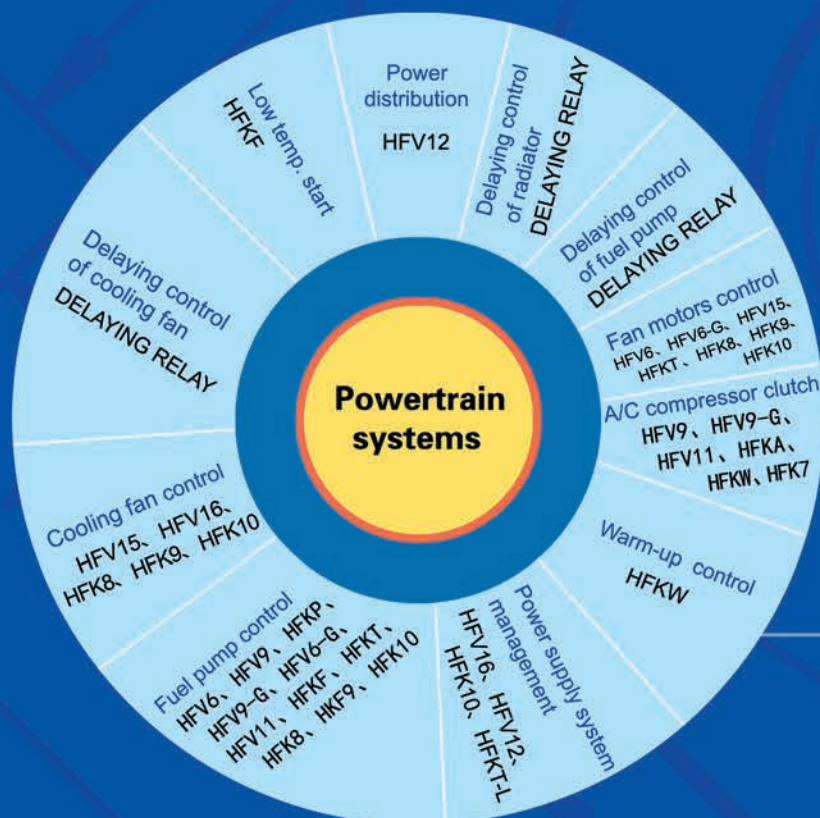 Powertrain
systems
Power
distribution
HFV12
Delaying control
of radiator
DELAYING RELAY
Delaying control
of fuel pump
DELAYING RELAY
Fan motors control
HFV6、HFV6-G、HFV15、
HFKT、HFK8、HFK9、
HFK10
A/C compressor clutch
HFV9、HFV9-G、
HFV11、HFKA、
HFKW、HFK7
Warm-up control
HFKW
Power supply system
management
HFV16、HFV12、
HFK10、HFKT-L
Fuel pump control
HFV6、HFV9、HFKP、
HFV9-G、HFV6-G、
HFV11、HFKF、HFKT、
HFK8、HKF9、HFK10
Cooling fan control
HFV15、HFV16、
HFK8、HFK9、HFK10
Delaying control
of cooling fan
DELAYING RELAY
Low temp. start
HFKF